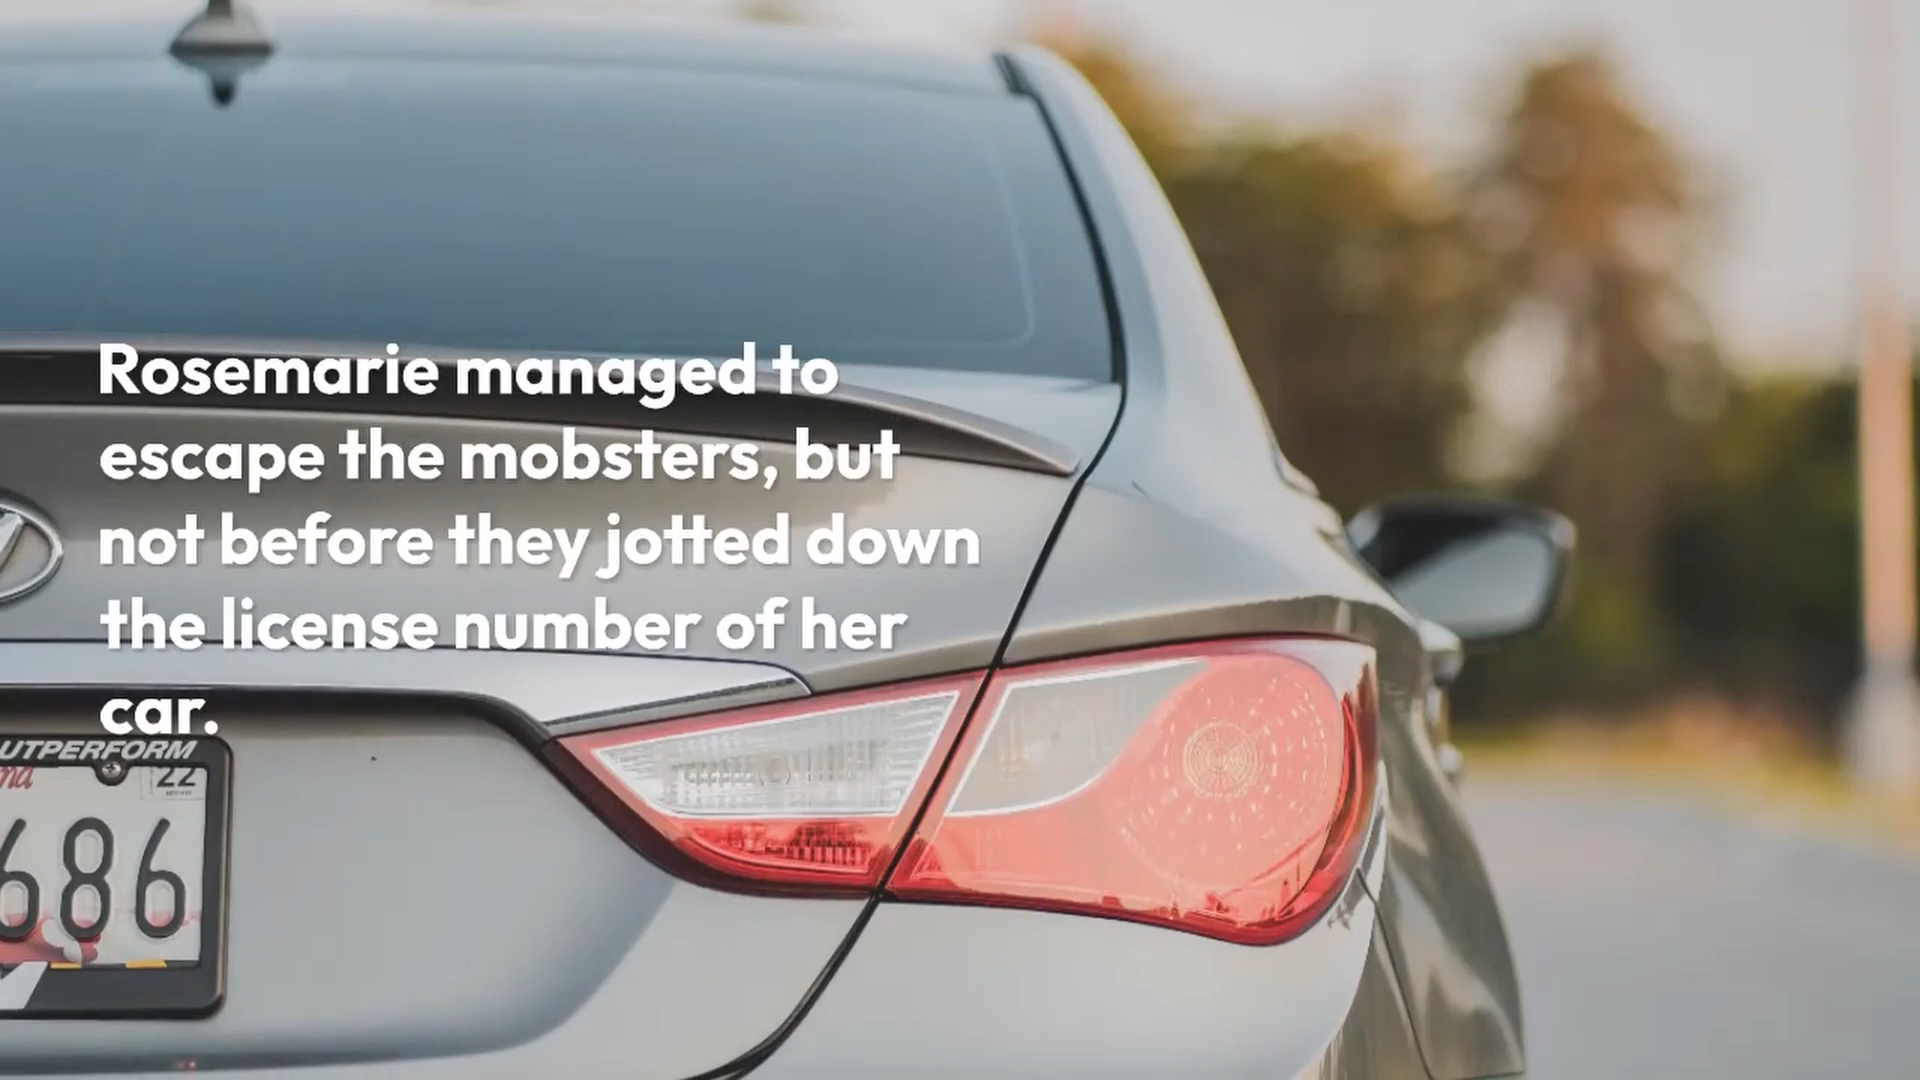 Rosemarie managed to
escape the mobsters, but
not before they jotted down
the license number of her
car.
UTPERFORM
na 22
686